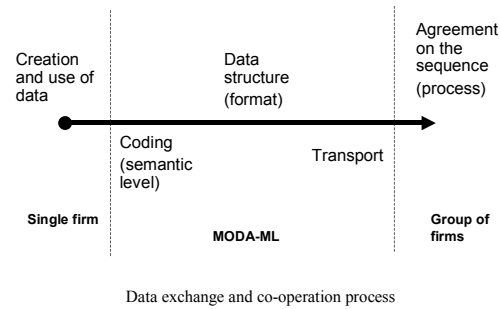 Creation
and use of
data
Data
structure
(format)
Agreement
on the
sequence
(process)
Coding
(semantic
level)
Transport
Single firm
MODA-ML
Group of
firms
Data exchange and co-operation process